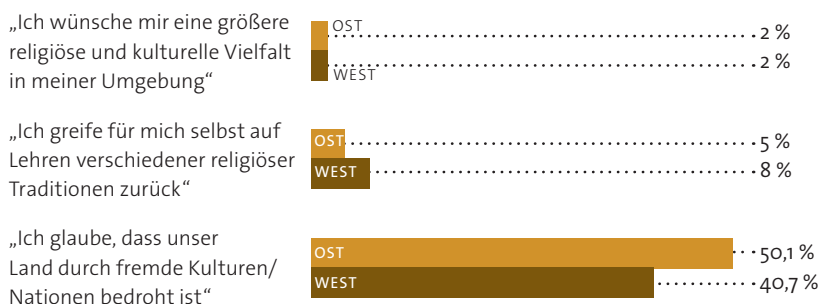 „Ich wünsche mir eine größere
religiöse und kulturelle Vielfalt
in meiner Umgebung“
OST
2 %
2 %
WEST
„Ich greife für mich selbst auf
Lehren verschiedener religiöser
Traditionen zurück“
OST
5 %
WEST
8 %
„Ich glaube, dass unser
Land durch fremde Kulturen/
Nationen bedroht ist“
OST
50,1 %
WEST
40,7 %